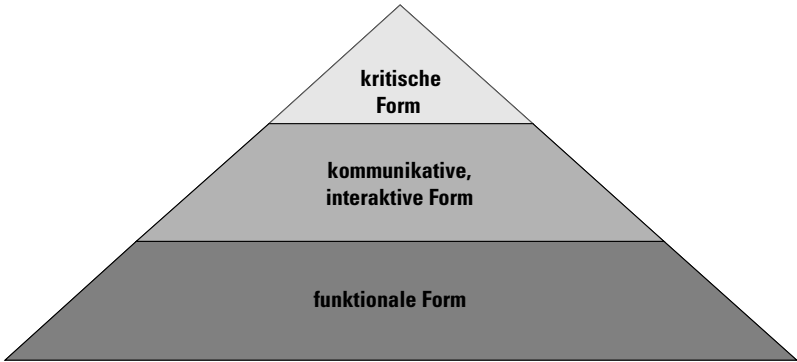 kritische
Form
kommunikative,
interaktive Form
funktionale Form